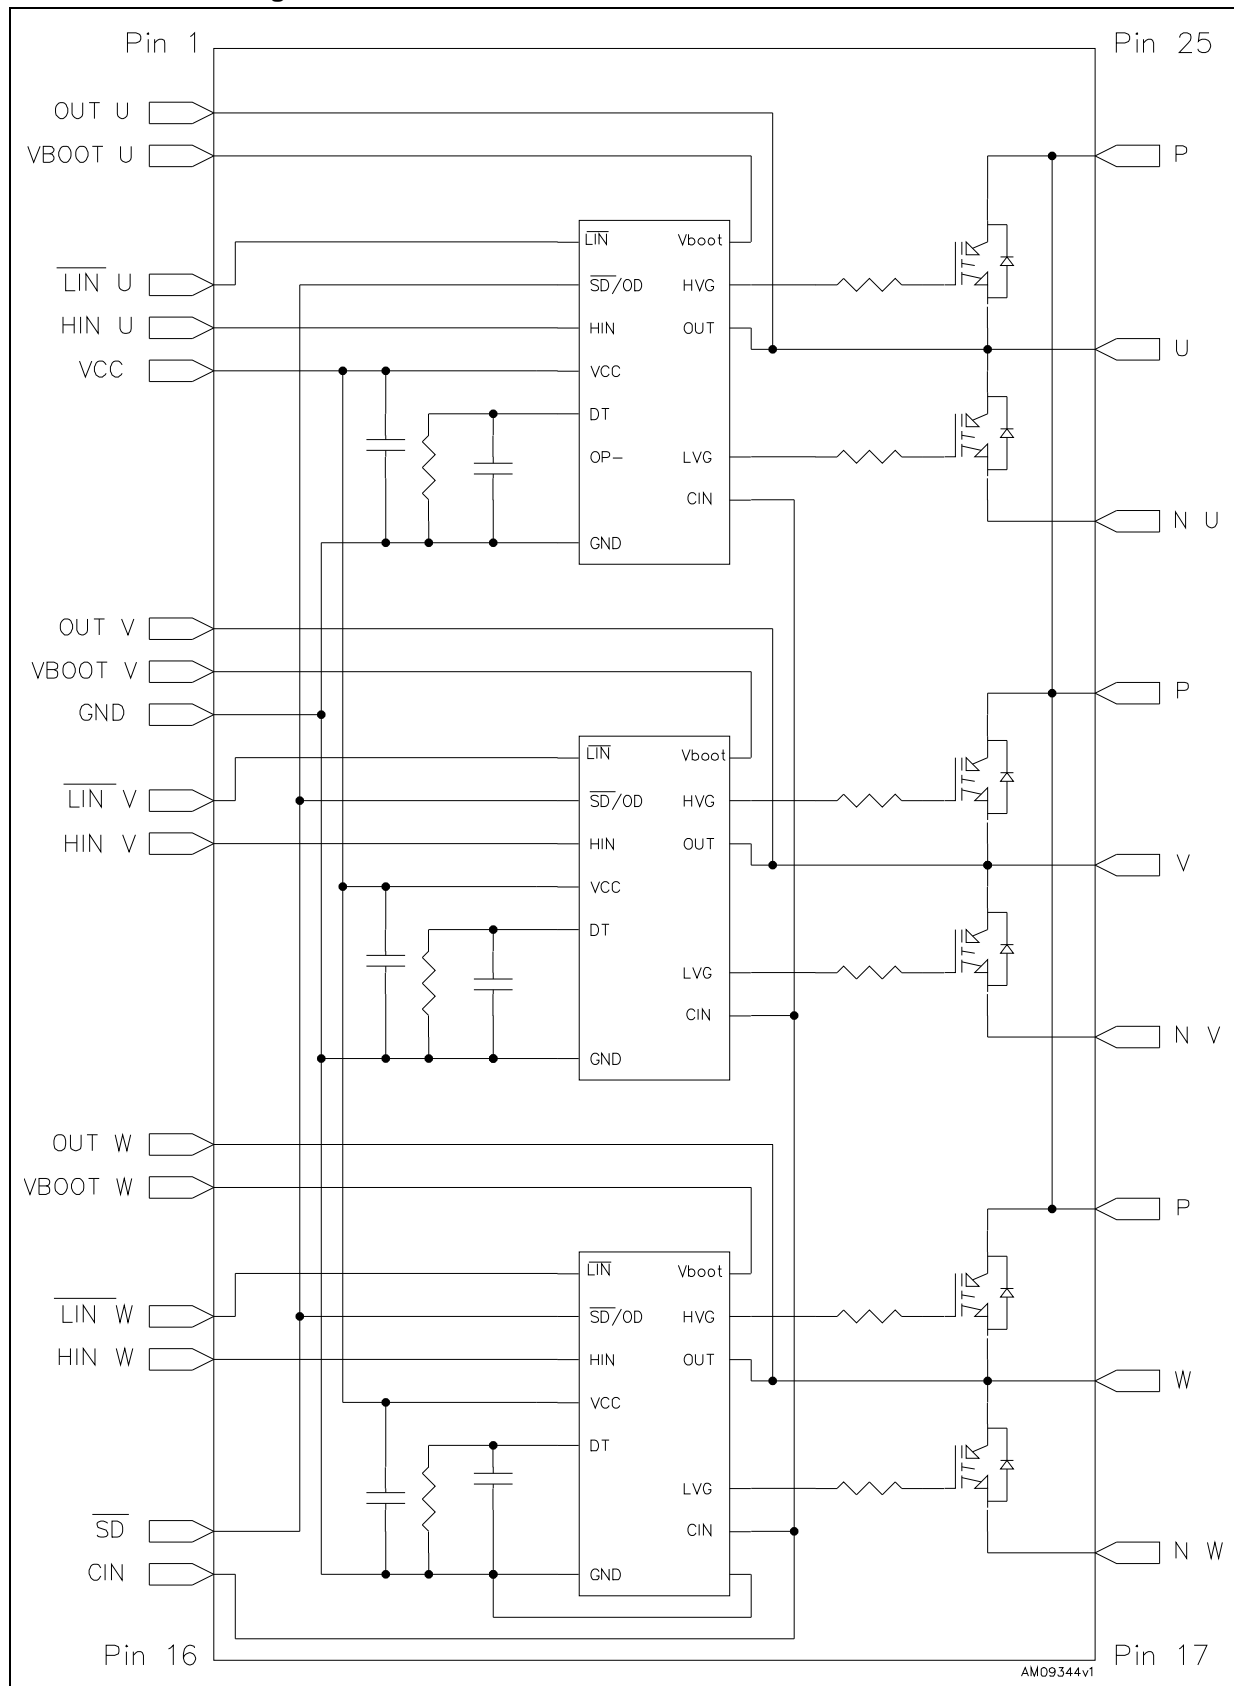 Pin 1
Pin 25
OUT U
VBOOT U
P
LIN
Vboot
LIN U
SD/OD
HVG
HIN U
HIN
OUT
U
VCC
VCC
DT
OP-
LVG
CIN
N U
GND
OUT V
VBOOT V
P
GND
LIN
Vboot
LIN V
SD/OD
HVG
HIN V
HIN
OUT
V
VCC
DT
LVG
CIN
N V
GND
OUT W
VBOOT W
P
LIN
Vboot
LIN W
SD/OD
HVG
HIN W
HIN
OUT
W
VCC
DT
LVG
SD
CIN
N W
CIN
GND
Pin 16
Pin 17
AM09344v1